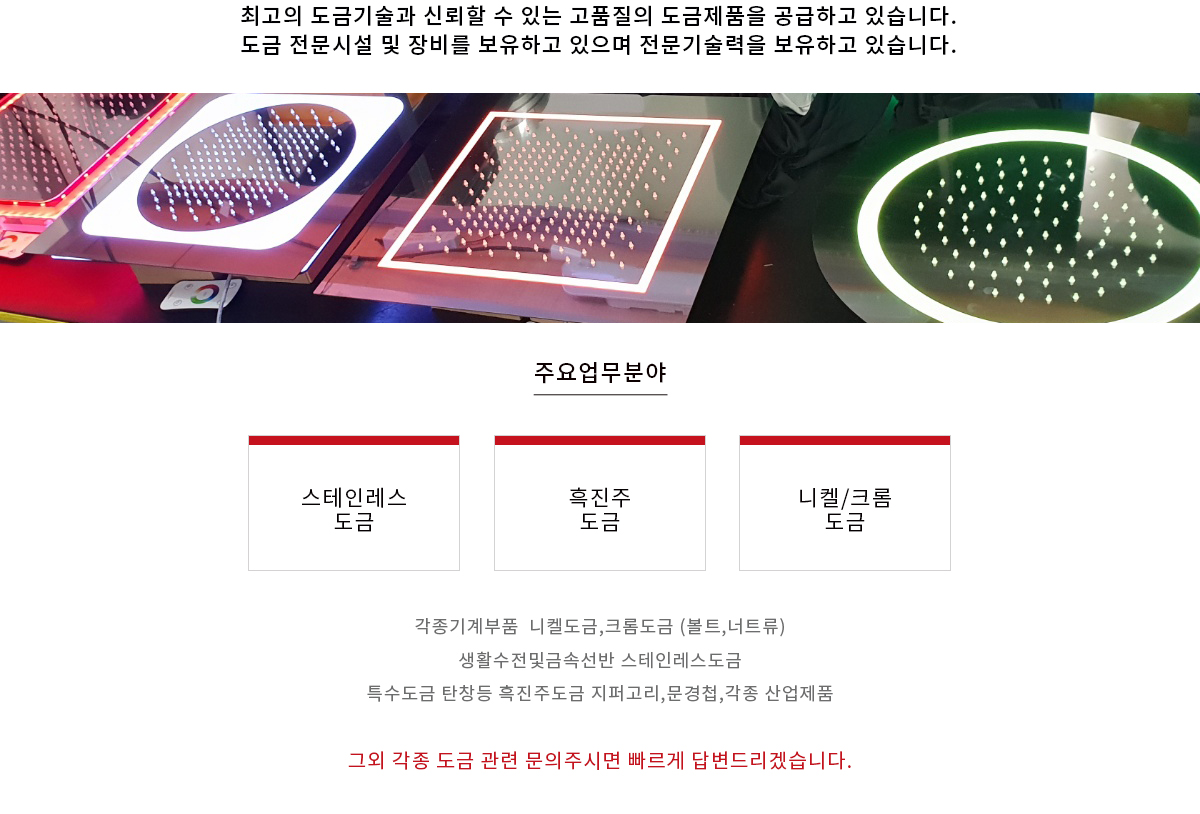 최고의 도금기술과 신뢰할 수 있는 고품질의 도금제품을 공급하고 있습니다.
도금 전문시설 및 장비를 보유하고 있으며 전문기술력을 보유하고 있습니다.
주요업무분야
스테인레스
도금
흑진주
도금
니켈/크롬
도금
각종기계부품 니켈도금,크롬도금 (볼트,너트류)
생활수전및금속선반 스테인레스도금
특수도금 탄창등 흑진주도금 지퍼고리,문경첩,각종 산업제품
그외 각종 도금 관련 문의주시면 빠르게 답변드리겠습니다.